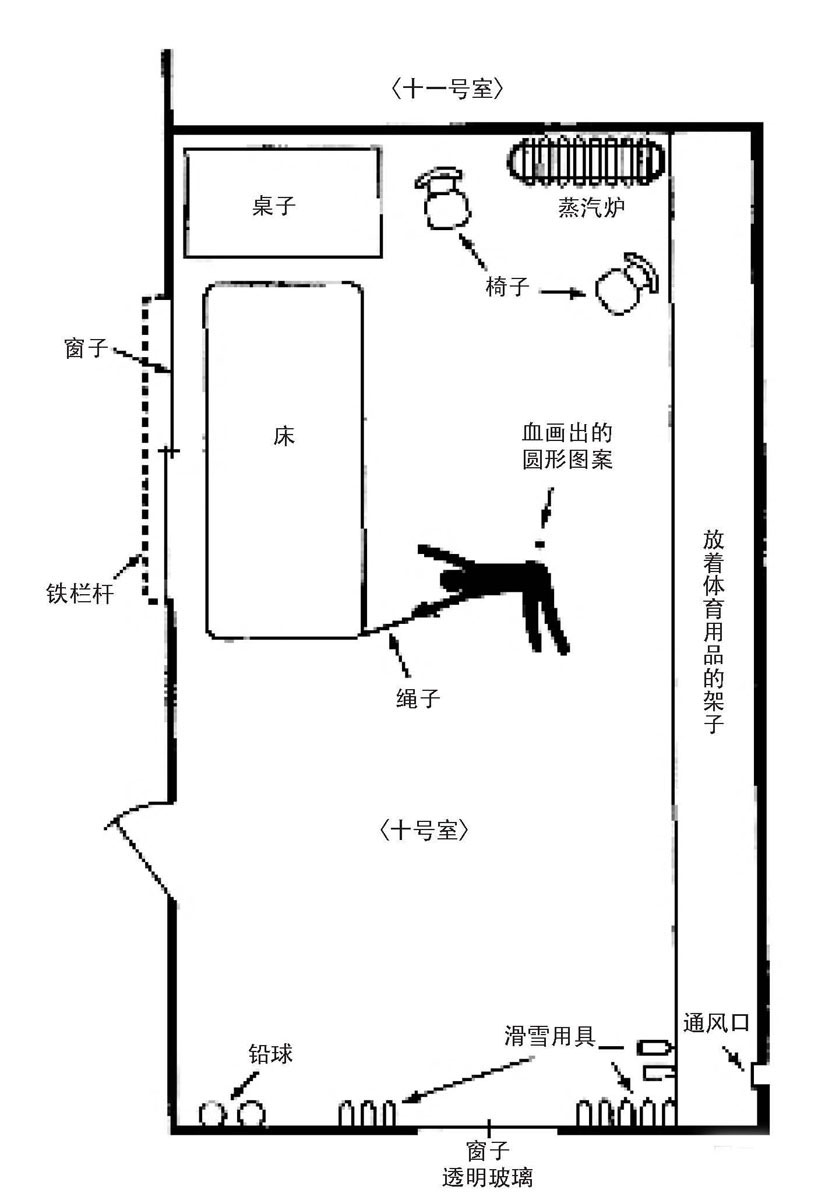 〈十一号室〉
桌子
蒸汽炉
椅子
窗子
床
血画出的
圆形图案
放着体育用品的架子
铁栏杆
绳子
〈十号室〉
通风口
滑雪用具
铅球
窗子
透明玻璃